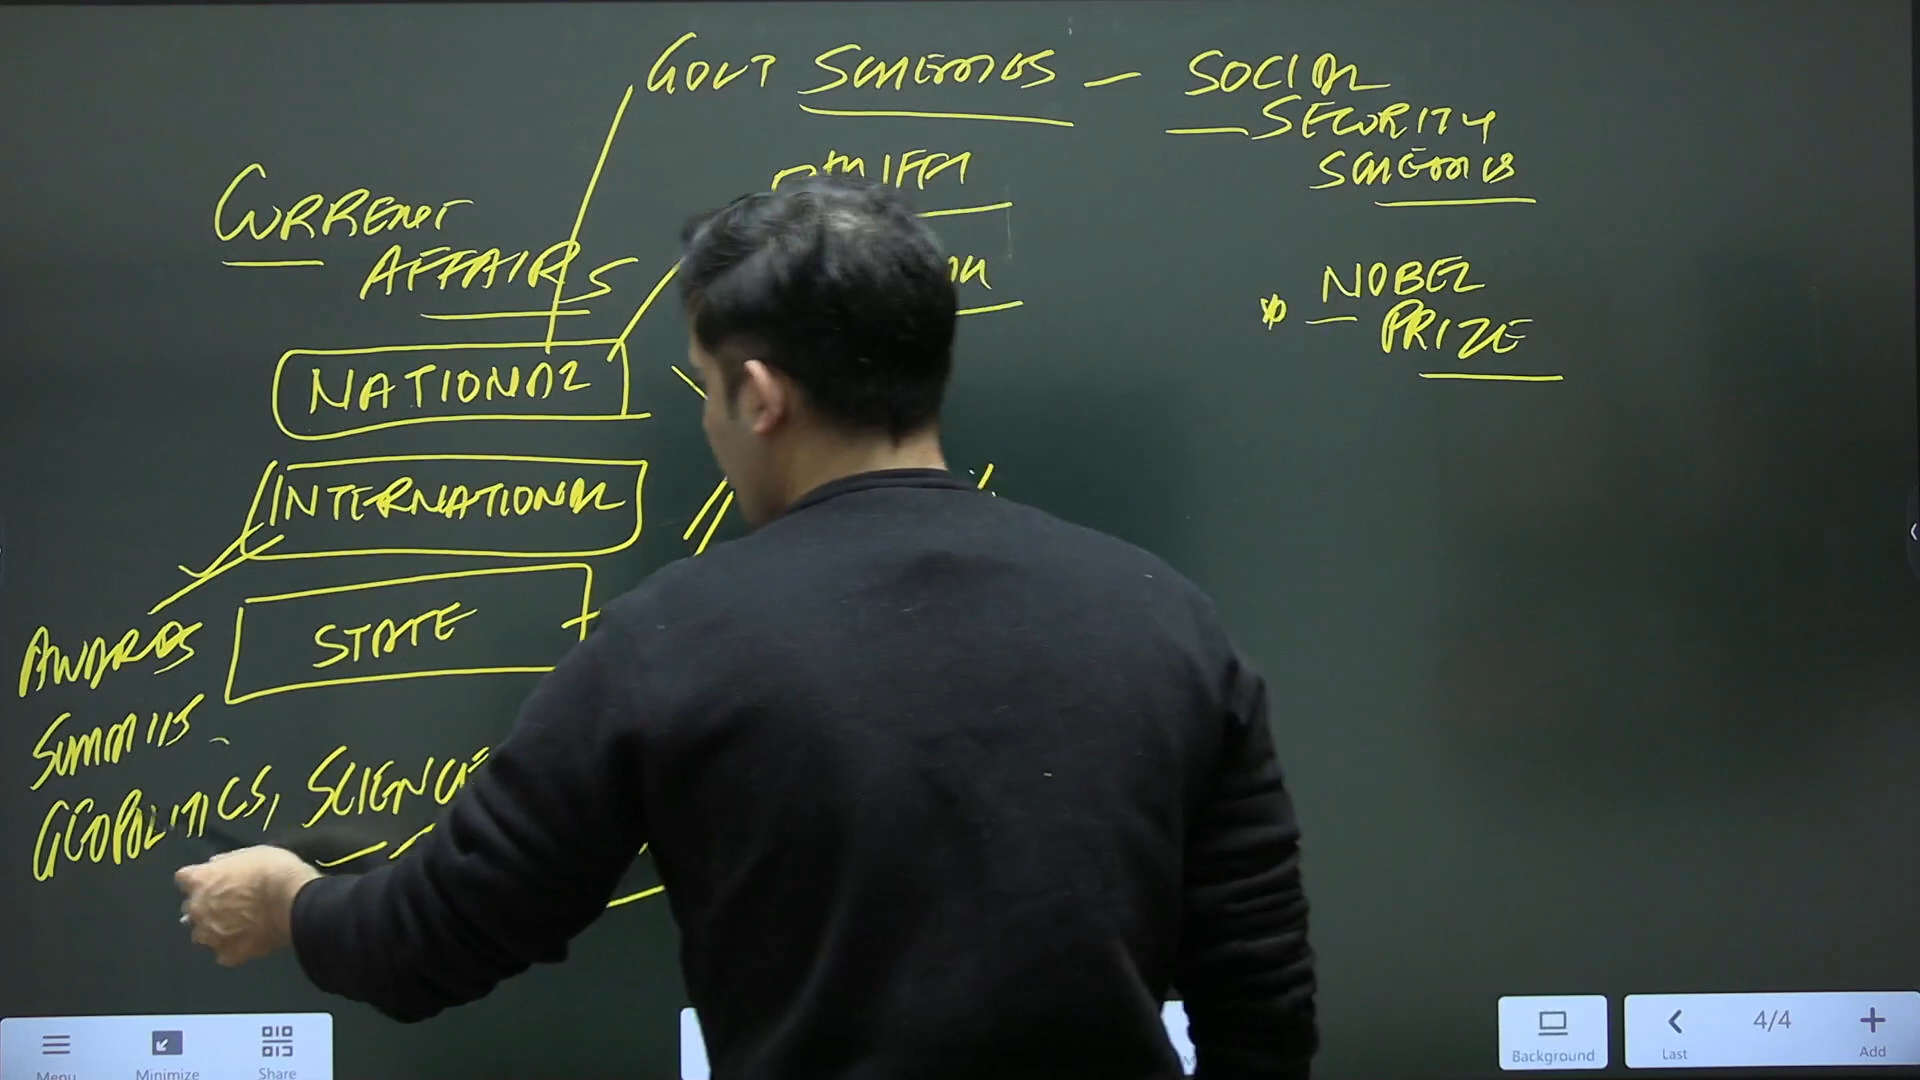 GOVT SCHEMES - SOCIAL
SECURITY
SCHEMES
CURRENT
AFFAIRS
NOBEL
PRIZE
NATIONAL
INTERNATIONAL
STATE
AWARDS
SUMMITS
GEOPOLITICS, SCIENCE
Menu
Minimize
Share
Background
Last
4/4
Add